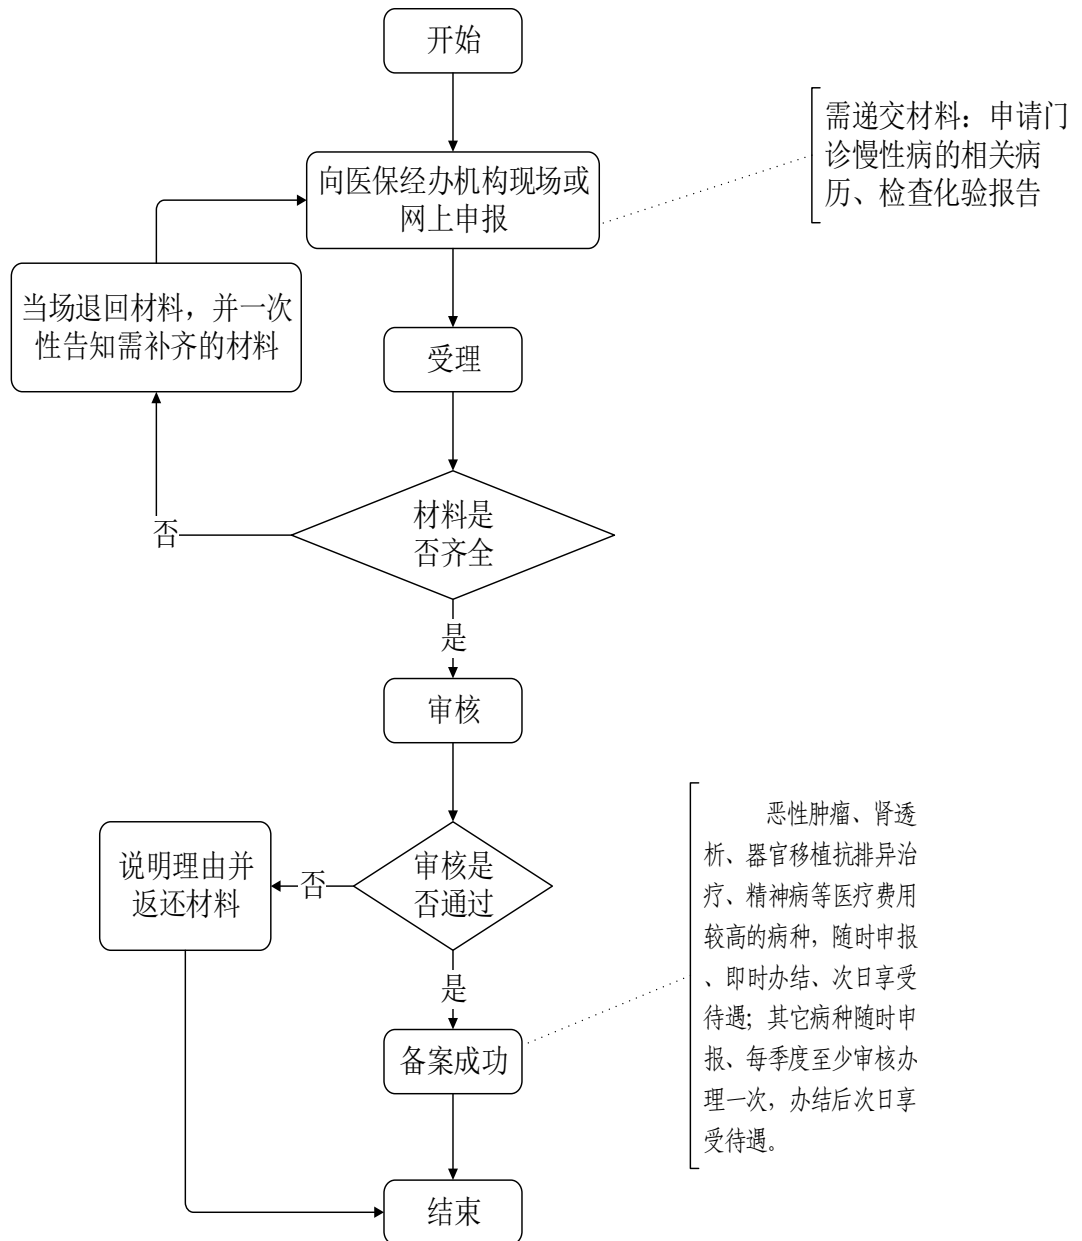 开始
需递交材料：申请门
诊慢性病的相关病
历、检查化验报告
向医保经办机构现场或
网上申报
当场退回材料，并一次
性告知需补齐的材料
受理
材料是
否齐全
否
是
审核
恶性肿瘤、肾透
析、器官移植抗排异治
疗、精神病等医疗费用
较高的病种，随时申报
、即时办结、次日享受
待遇；其它病种随时申
报、每季度至少审核办
理一次，办结后次日享
受待遇。
说明理由并
返还材料
否
审核是
否通过
是
备案成功
结束